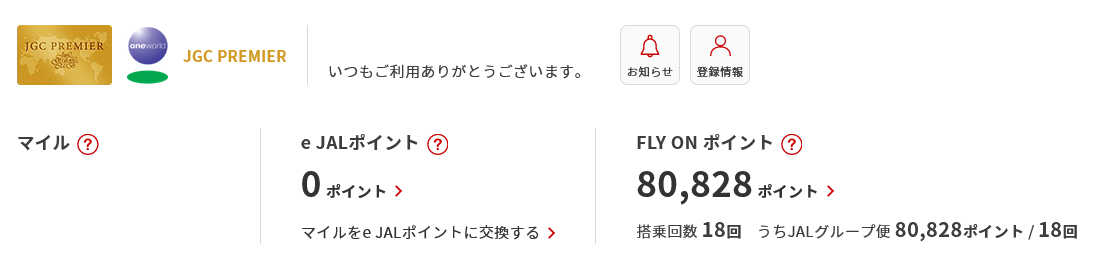 JGC PREMIER
oneworld
JGC PREMIER
いつもご利用ありがとうございます。
お知らせ
登録情報
マイル ?
e JALポイント ?
0 ポイント >
マイルをe JALポイントに交換する >
FLY ON ポイント ?
80,828 ポイント >
搭乗回数 18回 うちJALグループ便 80,828ポイント / 18回